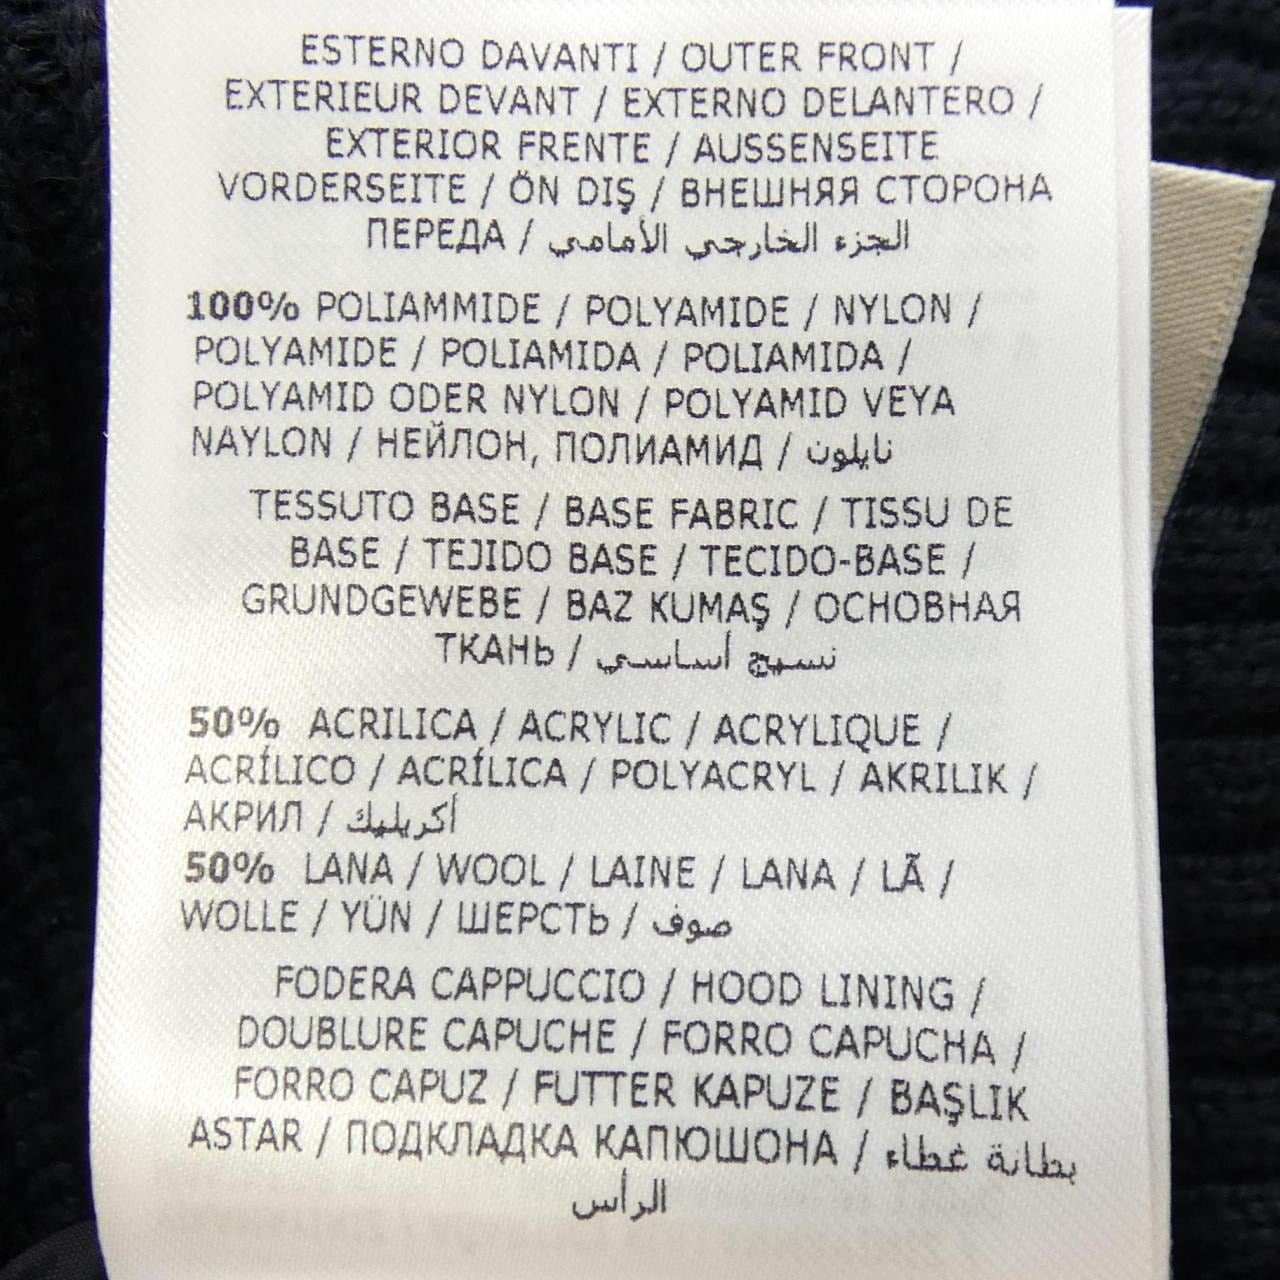 ESTERNO DAVANTI / OUTER FRONT /
EXTERIEUR DEVANT / EXTERNO DELANTERO /
EXTERIOR FRENTE / AUSSENSEITE
VORDERSEITE / ÖN DIŞ / ВНЕШНЯЯ СТОРОНА
ПЕРЕДА / الجزء الخارجي الأمامي
100% POLIAMMIDE / POLYAMIDE / NYLON /
POLYAMIDE / POLIAMIDA / POLIAMIDA /
POLYAMID ODER NYLON / POLYAMID VEYA
NAYLON / НЕЙЛОН, ПОЛИАМИД / نايلون
TESSUTO BASE / BASE FABRIC / TISSU DE
BASE / TEJIDO BASE / TECIDO-BASE /
GRUNDGEWEBE / BAZ KUMAŞ / ОСНОВНАЯ
ТКАНЬ / نسيج أساسي
50% ACRILICA / ACRYLIC / ACRYLIQUE /
ACRÍLICO / ACRÍLICA / POLYACRYL / AKRILIK /
АКРИЛ / أكريليك
50% LANA / WOOL / LAINE / LANA / LÃ /
WOLLE / YÜN / ШЕРСТЬ / صوف
FODERA CAPPUCCIO / HOOD LINING /
DOUBLURE CAPUCHE / FORRO CAPUCHA /
FORRO CAPUZ / FUTTER KAPUZE / BAŞLIK
ASTAR / ПОДКЛАДКА КАПЮШОНА / بطانة غطاء
الرأس